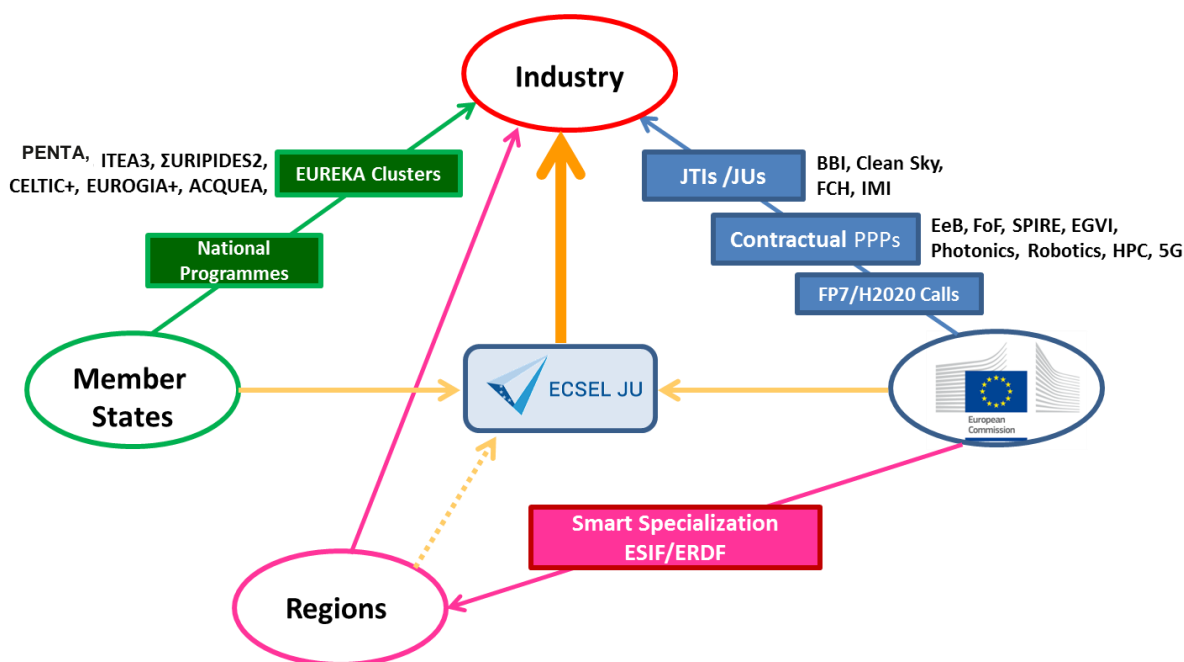 Industry
PENTA, ITEA3, ΣURIPIDES2,
CELTIC+, EUROGIA+, ACQUEA,
EUREKA Clusters
JTIs /JUs
BBI, Clean Sky,
FCH, IMI
National
Programmes
Contractual PPPs
EeB, FoF, SPIRE, EGVI,
Photonics, Robotics, HPC, 5G
FP7/H2020 Calls
Member
States
ECSEL JU
European
Commission
Smart Specialization
ESIF/ERDF
Regions